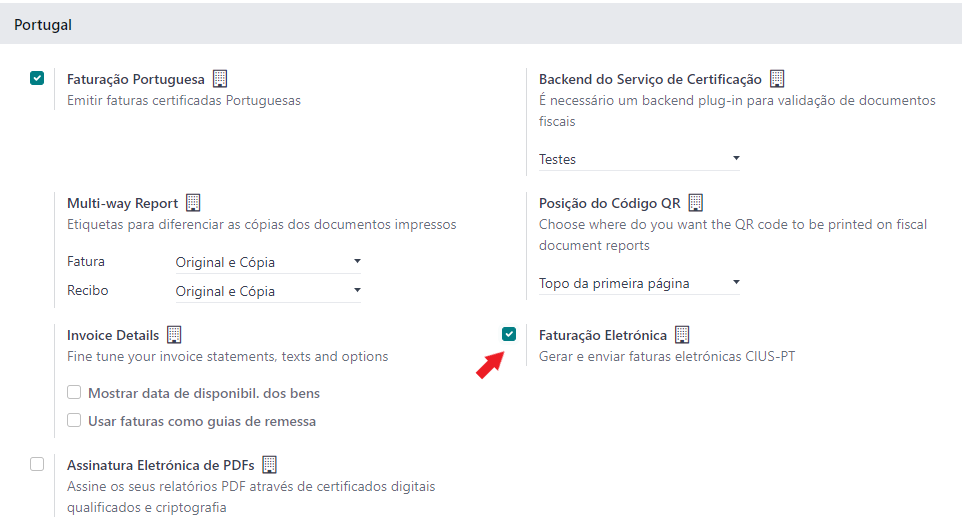 Portugal
Faturação Portuguesa
Emitir faturas certificadas Portuguesas
Backend do Serviço de Certificação
É necessário um backend plug-in para validação de documentos
fiscais
Testes
Multi-way Report
Etiquetas para diferenciar as cópias dos documentos impressos
Fatura Original e Cópia
Recibo Original e Cópia
Posição do Código QR
Choose where do you want the QR code to be printed on fiscal
document reports
Topo da primeira página
Invoice Details
Fine tune your invoice statements, texts and options
Mostrar data de disponibil. dos bens
Usar faturas como guias de remessa
Faturação Eletrónica
Gerar e enviar faturas eletrónicas CIUS-PT
Assinatura Eletrónica de PDFs
Assine os seus relatórios PDF através de certificados digitais
qualificados e criptografia